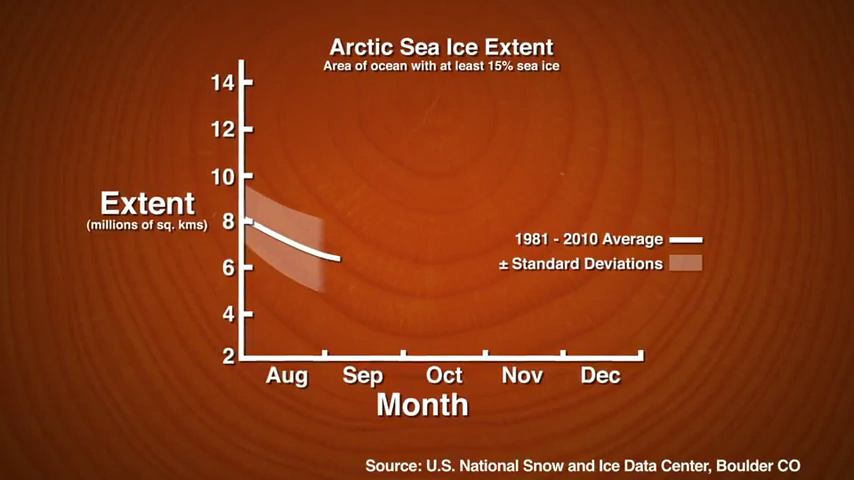 Arctic Sea Ice Extent
Area of ocean with at least 15% sea ice
14
12
10
8
6
4
2
Extent
(millions of sq. kms)
1981 - 2010 Average
± Standard Deviations
Aug Sep Oct Nov Dec
Month
Source: U.S. National Snow and Ice Data Center, Boulder CO